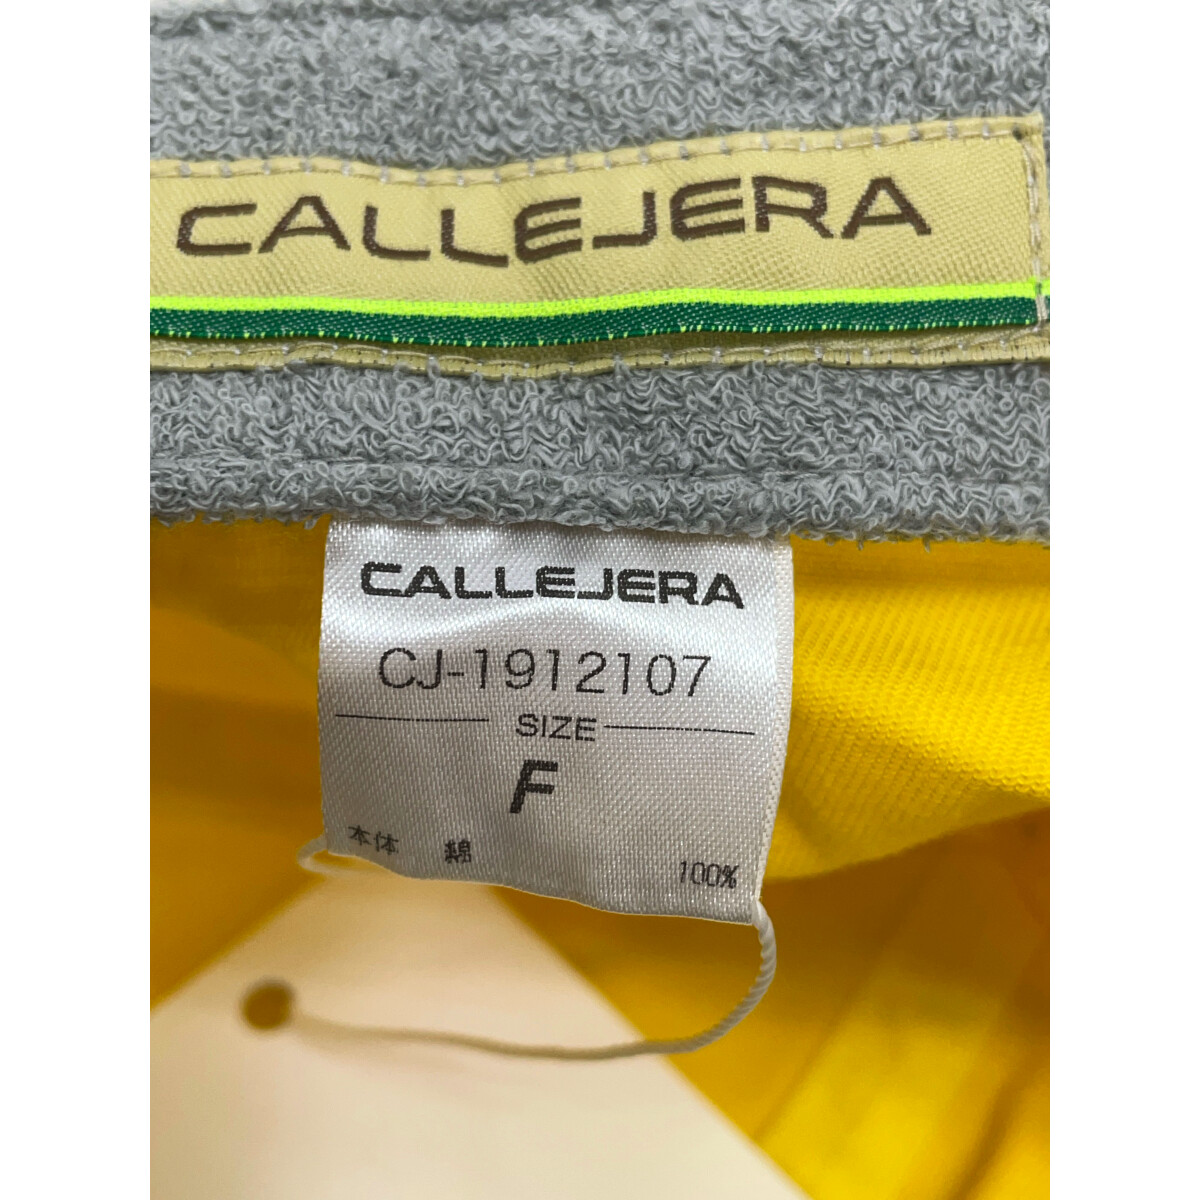 CALLEJERA
CALLEJERA
CJ-1912107
SIZE
F
本体 綿 100%